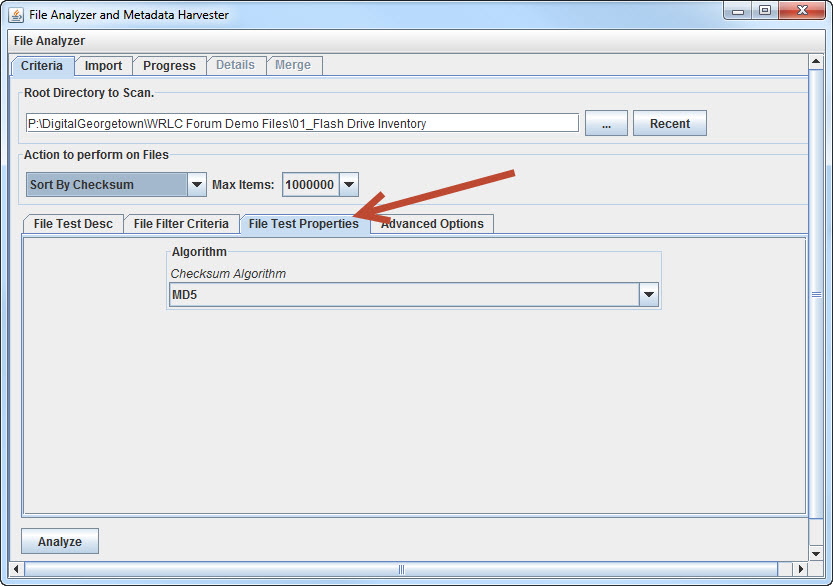 File Analyzer and Metadata Harvester
File Analyzer
Criteria Import Progress Details Merge
Root Directory to Scan.
P:\DigitalGeorgetown\WRLC Forum Demo Files\01_Flash Drive Inventory ... Recent
Action to perform on Files
Sort By Checksum Max Items: 1000000
File Test Desc File Filter Criteria File Test Properties Advanced Options
Algorithm
Checksum Algorithm
MD5
Analyze